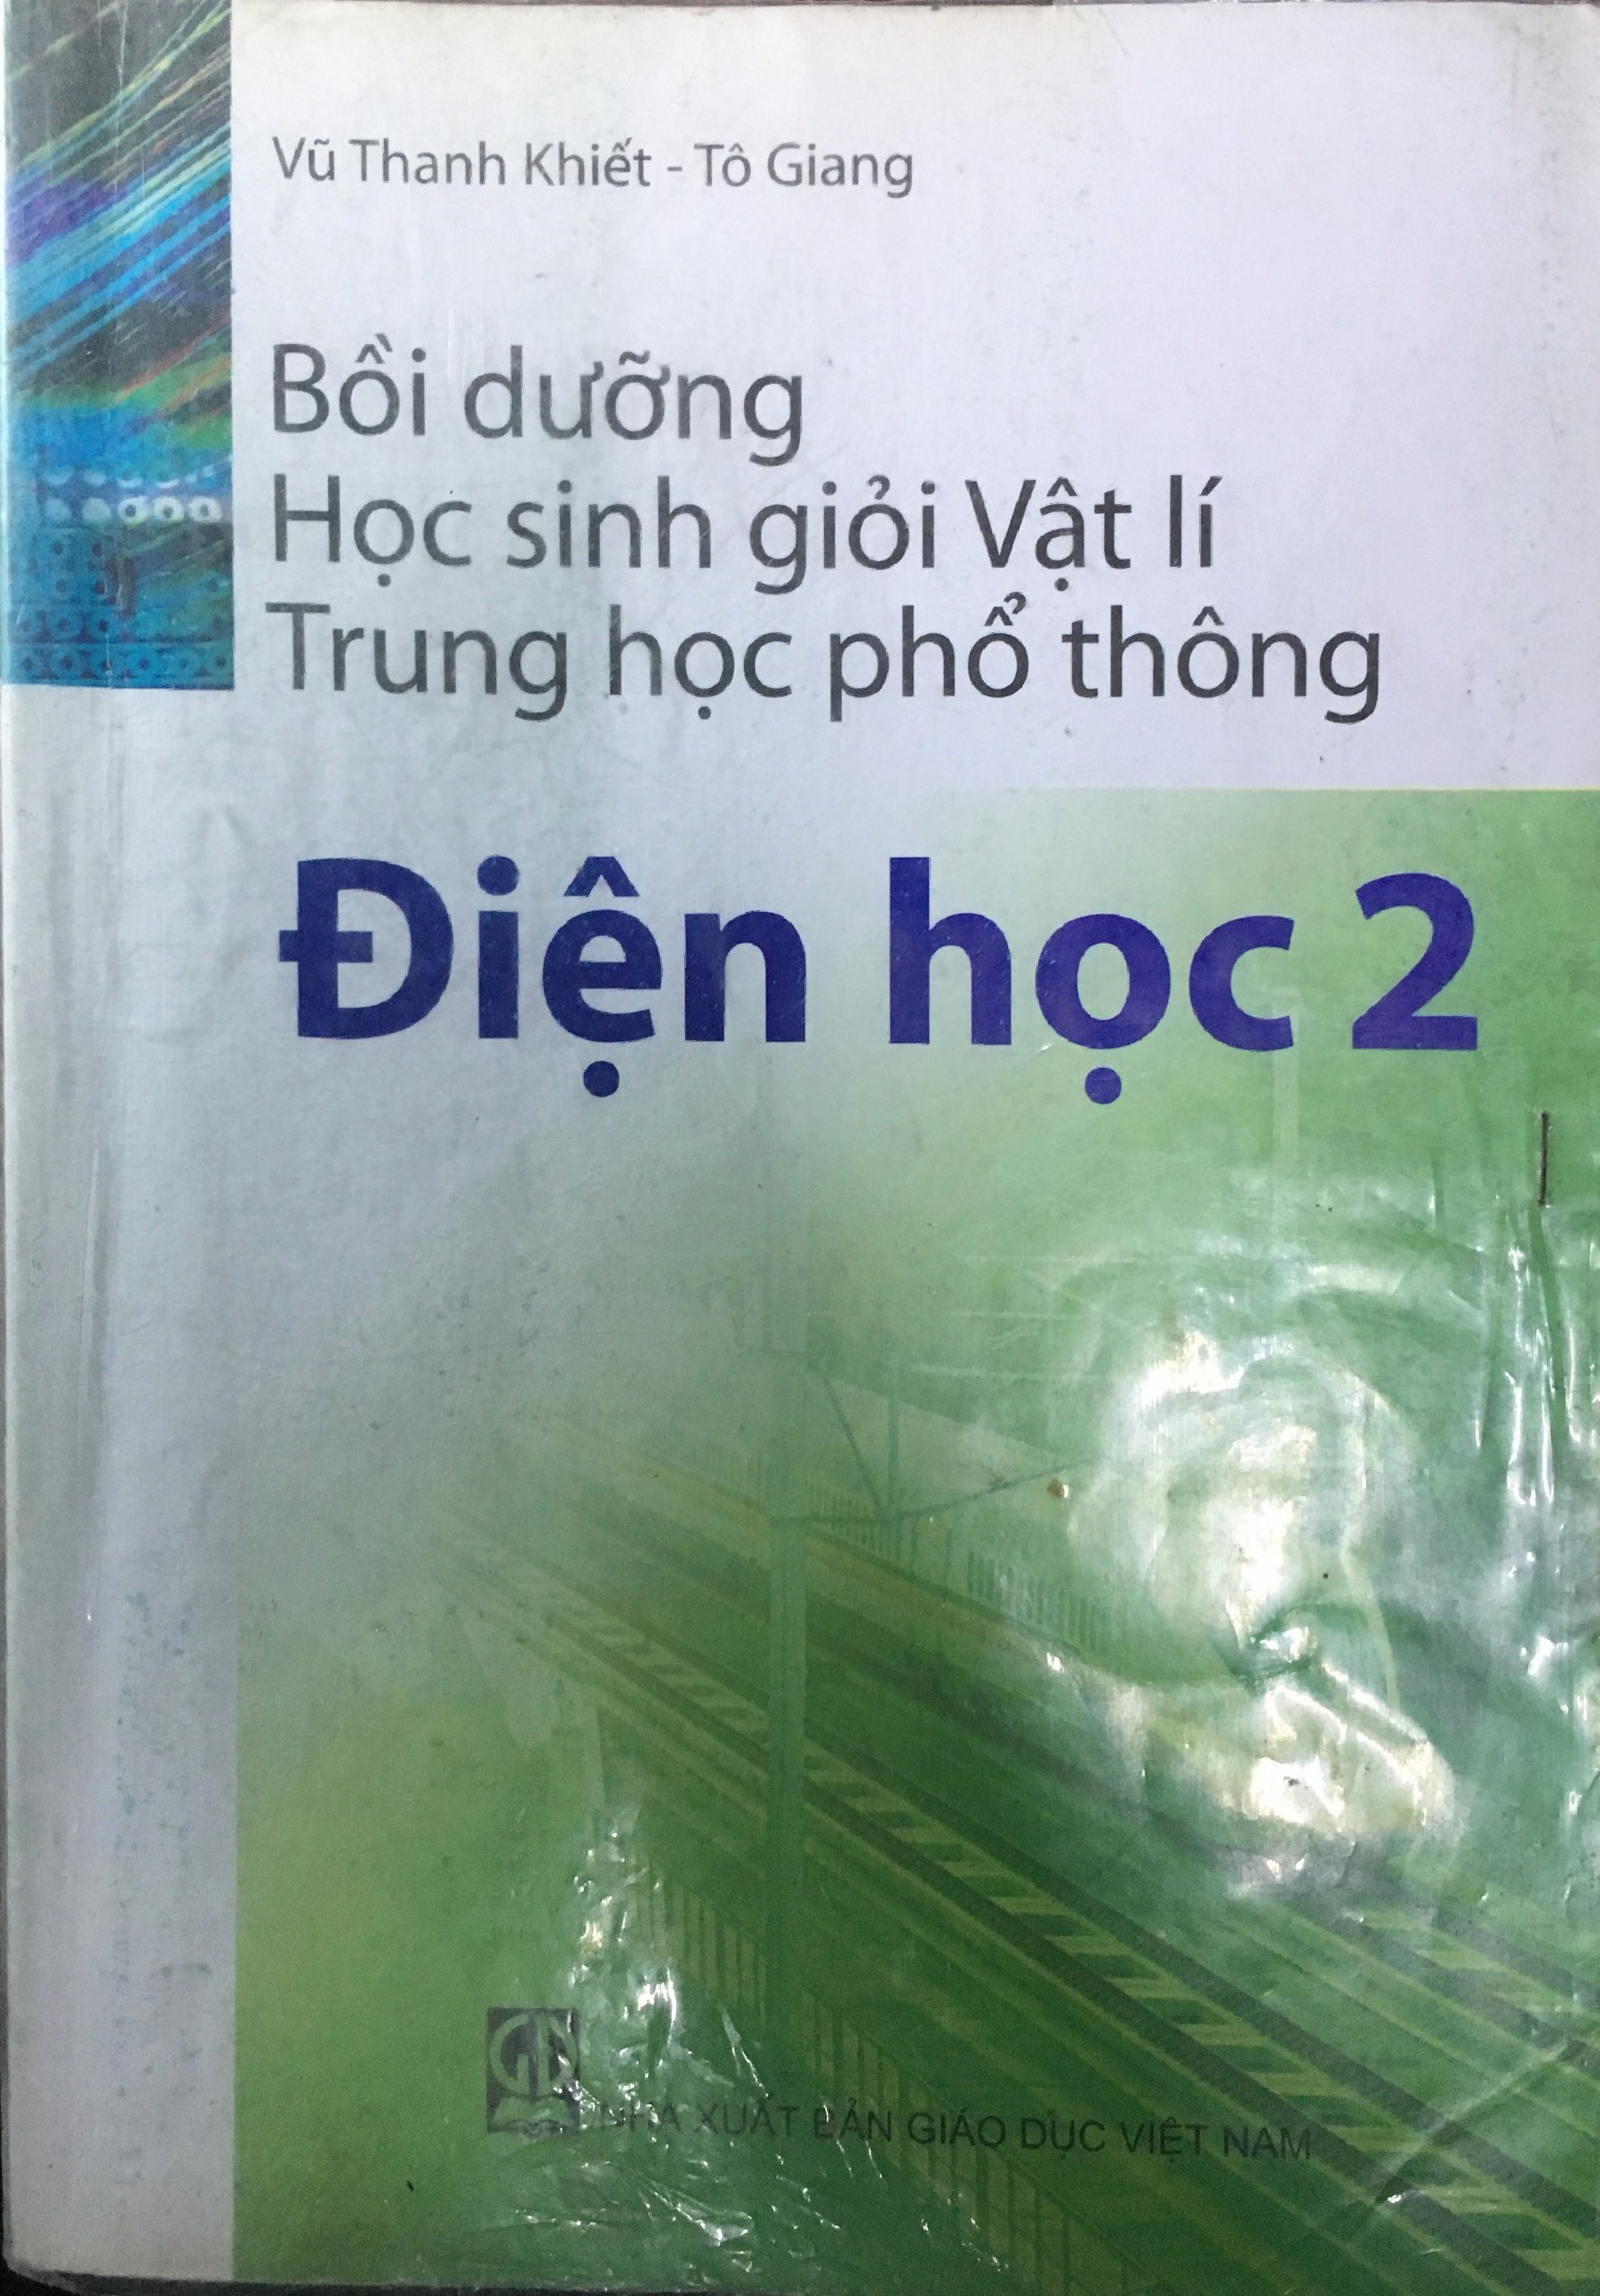 Vũ Thanh Khiết - Tô Giang
Bồi dưỡng
Học sinh giỏi Vật lí
Trung học phổ thông
Điện học 2
NHÀ XUẤT BẢN GIÁO DỤC VIỆT NAM